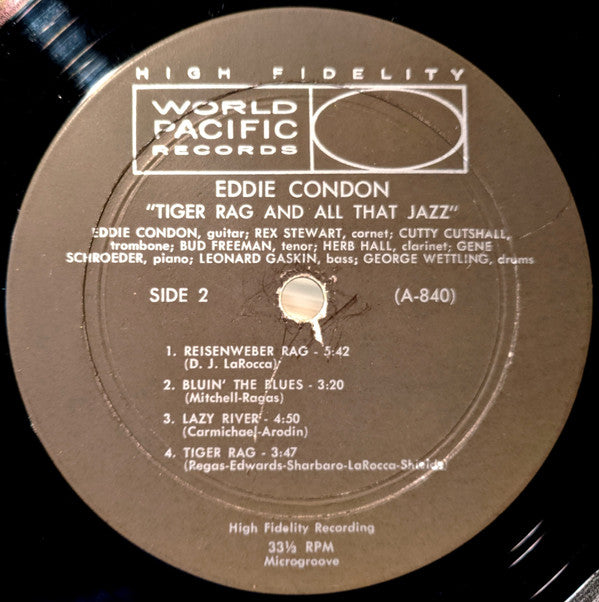 HIGH FIDELITY
WORLD
PACIFIC
RECORDS
EDDIE CONDON
"TIGER RAG AND ALL THAT JAZZ"
EDDIE CONDON, guitar; REX STEWART, cornet; CUTTY CUTSHALL,
trombone; BUD FREEMAN, tenor; HERB HALL, clarinet; GENE
SCHROEDER, piano; LEONARD GASKIN, bass; GEORGE WETTLING, drums
SIDE 2 (A-840)
1. REISENWEBER RAG - 5:42
(D. J. LaRocca)
2. BLUIN' THE BLUES - 3:20
(Mitchell-Ragas)
3. LAZY RIVER - 4:50
(Carmichael-Arodin)
4. TIGER RAG - 3:47
(Regas-Edwards-Sharbaro-LaRocca-Shields)
High Fidelity Recording
33⅓ RPM
Microgroove